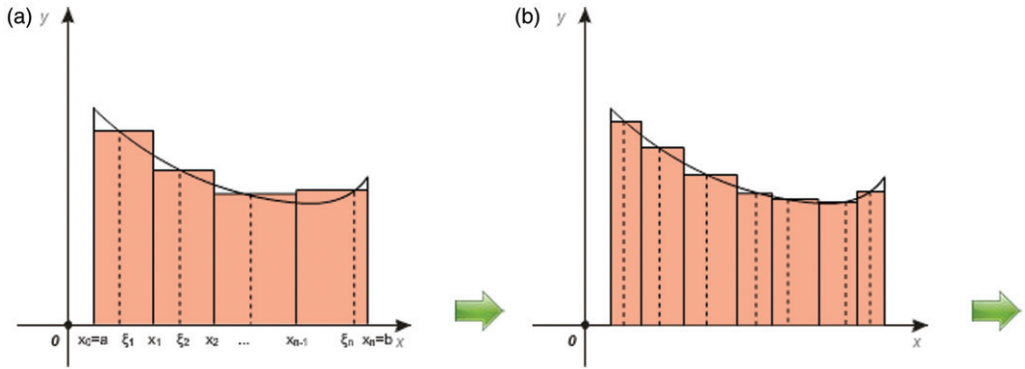 (a) y
0 x₀=a ξ₁ x₁ ξ₂ x₂ ... xₙ₋₁ ξₙ xₙ=b x
(b) y
0 x